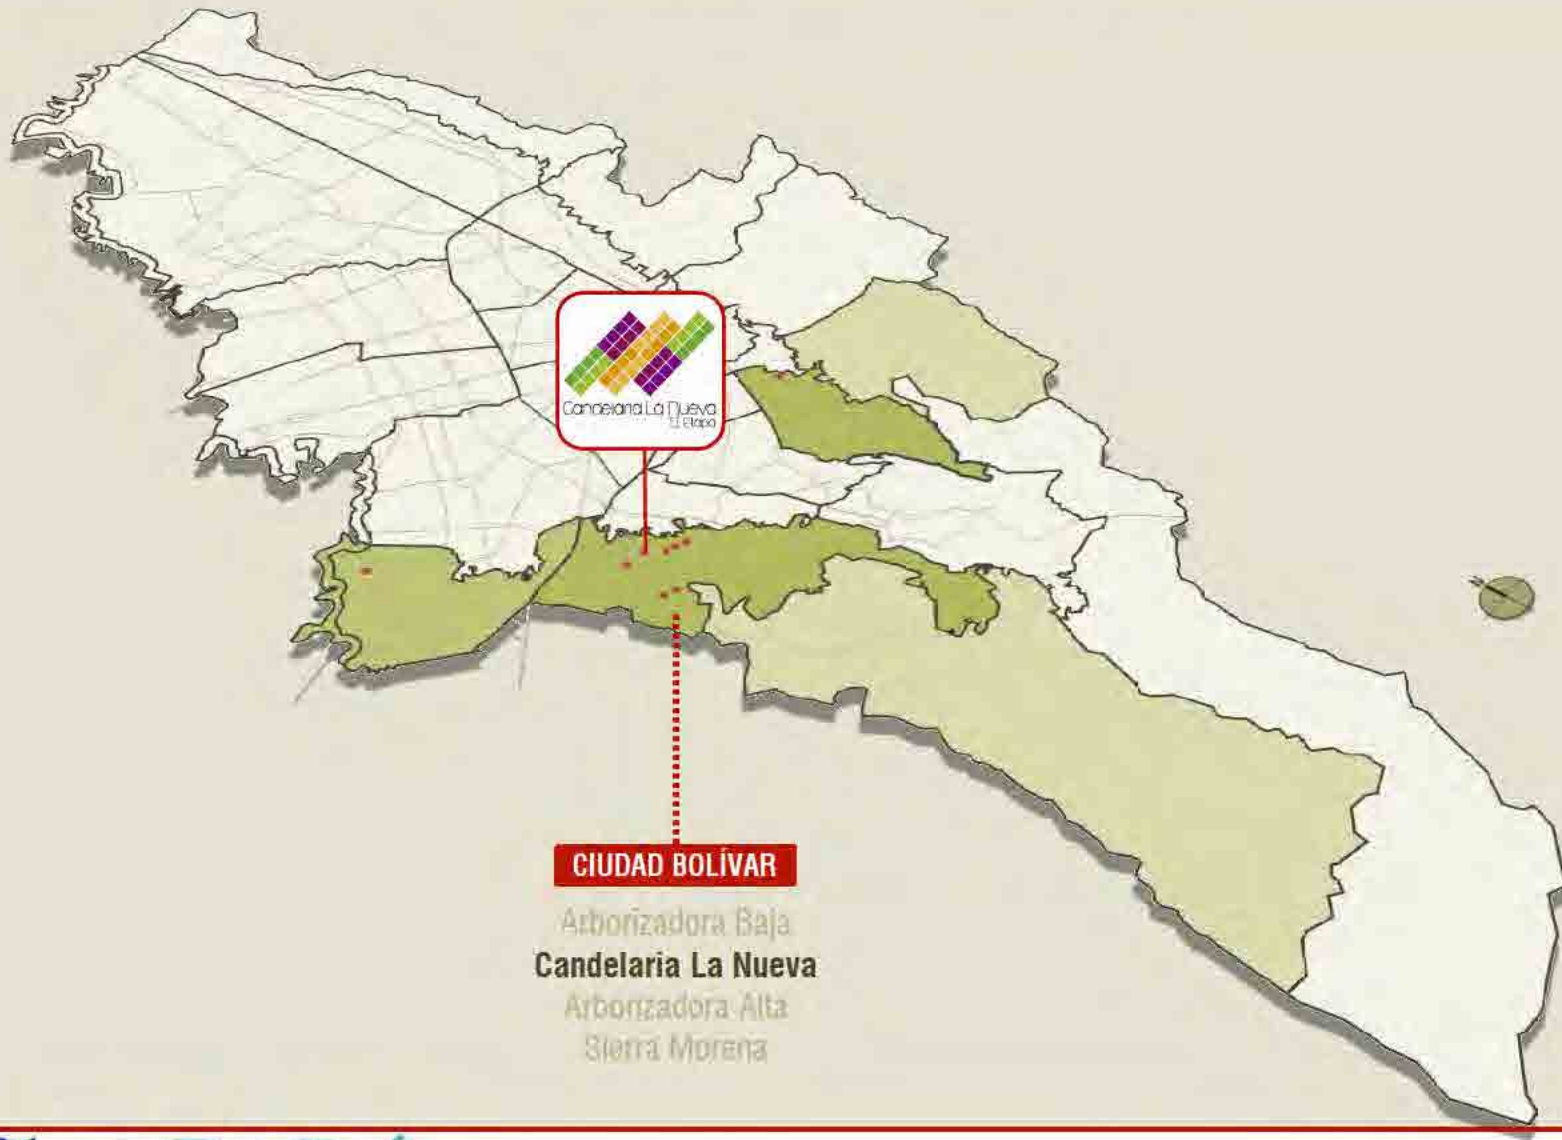 Candelaria La Nueva
II Etapa
CIUDAD BOLÍVAR
Arborizadora Baja
Candelaria La Nueva
Arborizadora Alta
Sierra Morena